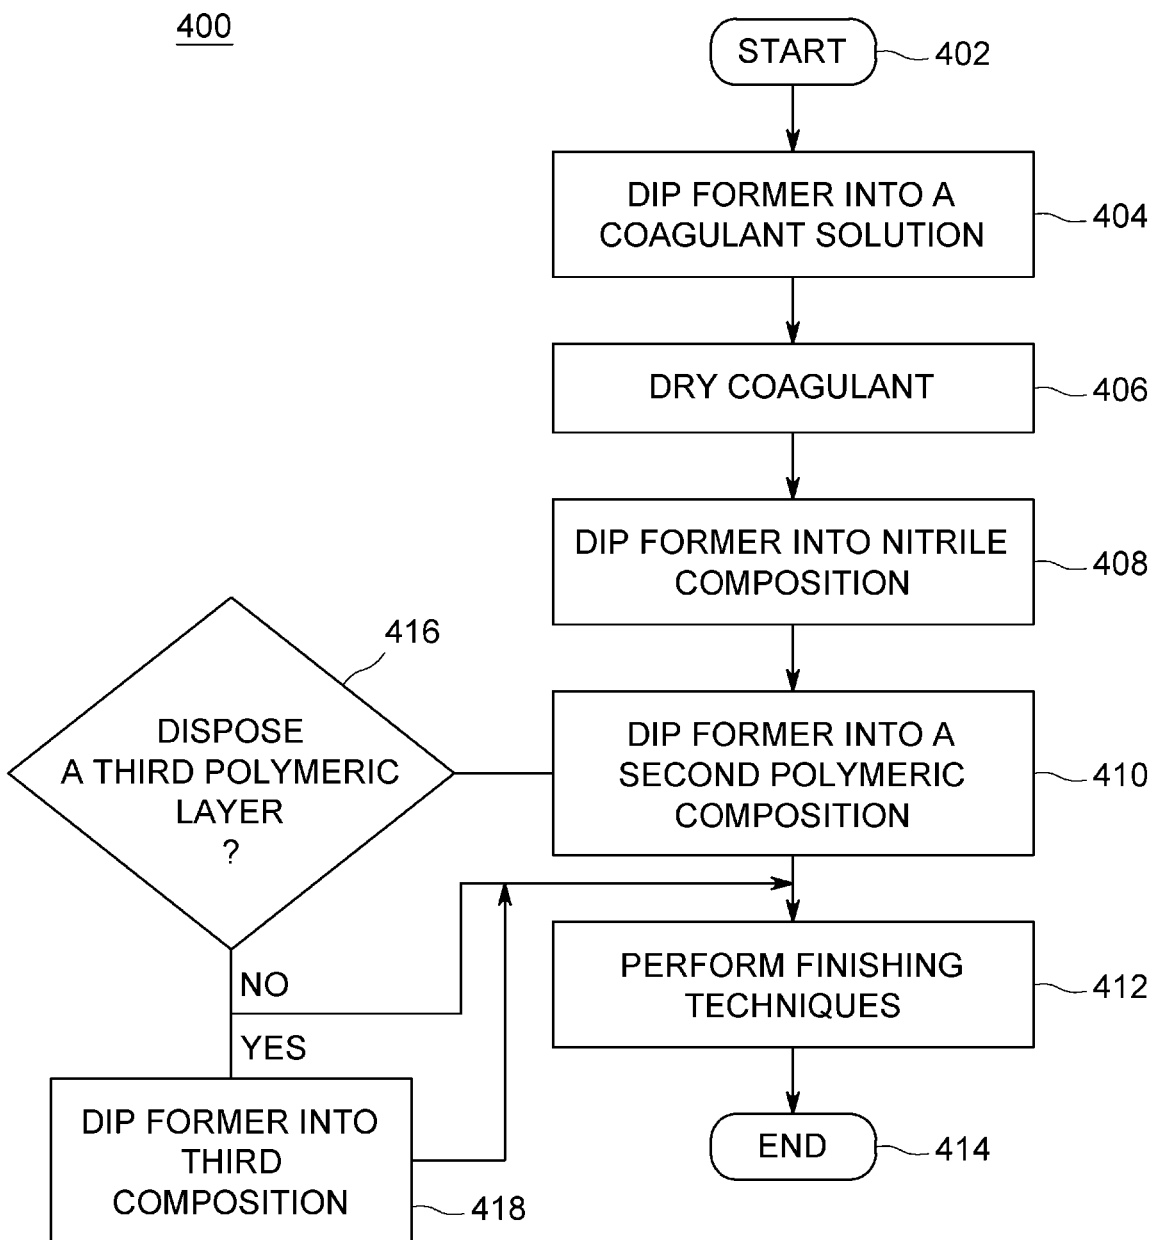 400
START
402
DIP FORMER INTO A
COAGULANT SOLUTION
404
DRY COAGULANT
406
DIP FORMER INTO NITRILE
COMPOSITION
408
416
DISPOSE
A THIRD POLYMERIC
LAYER
?
DIP FORMER INTO A
SECOND POLYMERIC
COMPOSITION
410
NO
YES
PERFORM FINISHING
TECHNIQUES
412
DIP FORMER INTO
THIRD
COMPOSITION
418
END
414